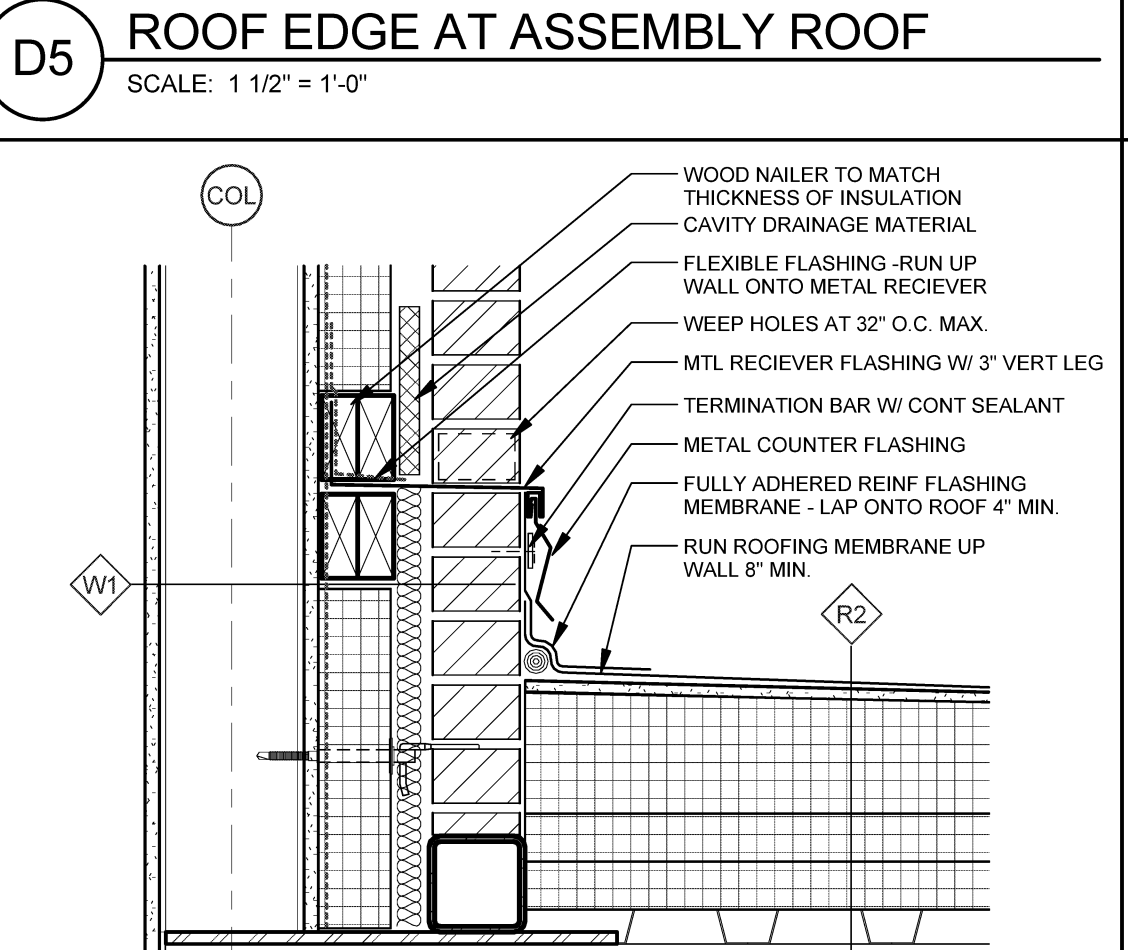 D5
ROOF EDGE AT ASSEMBLY ROOF
SCALE: 1 1/2" = 1'-0"
COL
WOOD NAILER TO MATCH
THICKNESS OF INSULATION
CAVITY DRAINAGE MATERIAL
FLEXIBLE FLASHING -RUN UP
WALL ONTO METAL RECIEVER
WEEP HOLES AT 32" O.C. MAX.
MTL RECIEVER FLASHING W/ 3" VERT LEG
TERMINATION BAR W/ CONT SEALANT
METAL COUNTER FLASHING
FULLY ADHERED REINF FLASHING
MEMBRANE - LAP ONTO ROOF 4" MIN.
RUN ROOFING MEMBRANE UP
WALL 8" MIN.
W1
R2